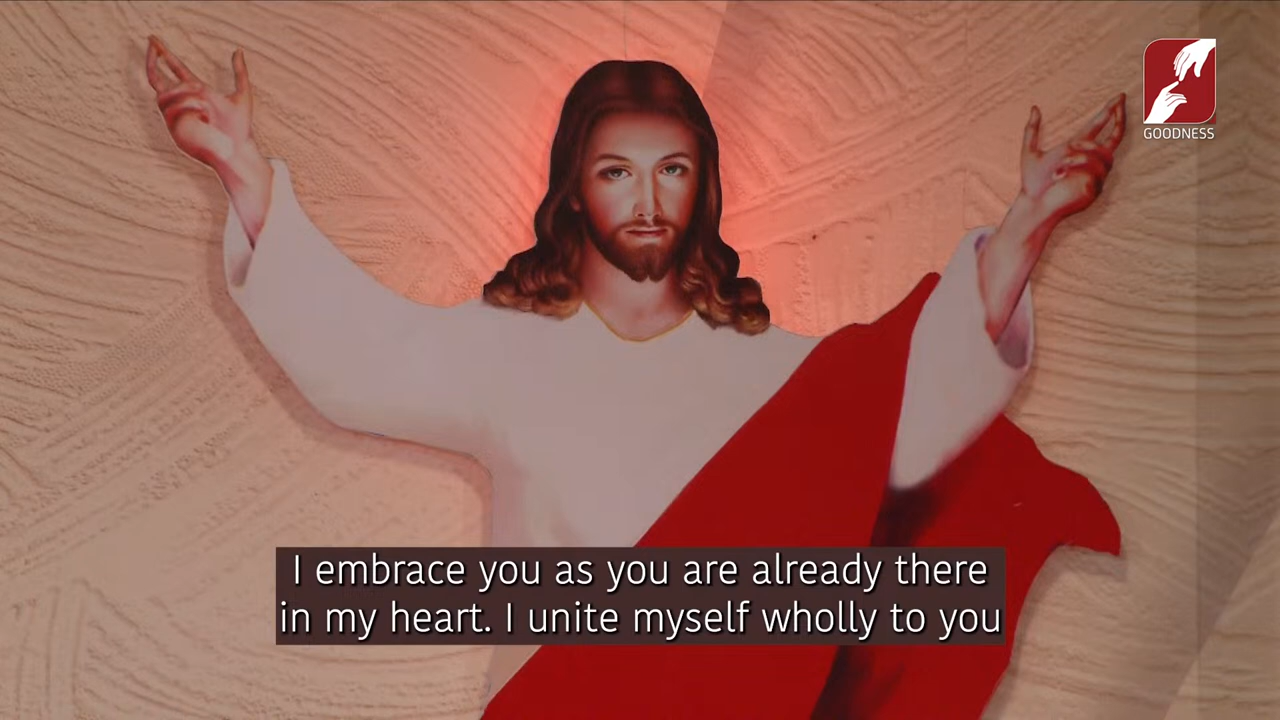 GOODNESS
I embrace you as you are already there
in my heart. I unite myself wholly to you